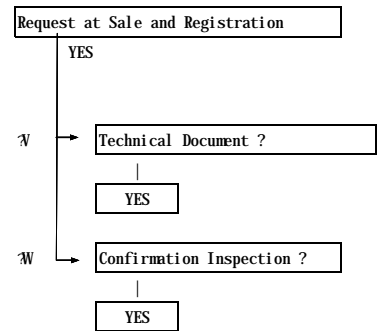 Request at Sale and Registration
YES
?V
Technical Document ?
YES
?W
Confirmation Inspection ?
YES